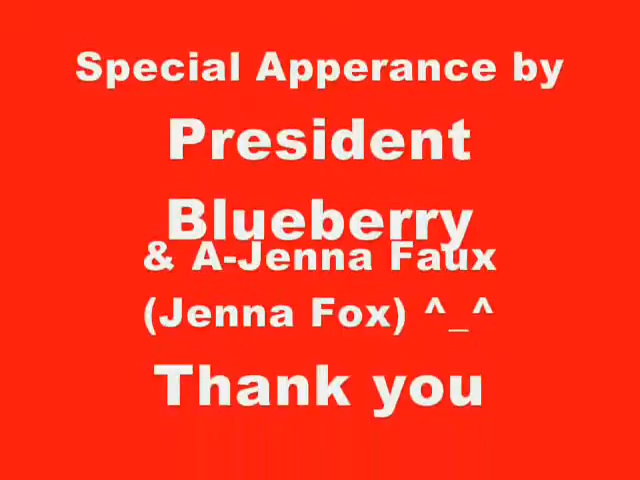 Special Apperance by
President
Blueberry
& A-Jenna Faux
(Jenna Fox) ^_^
Thank you